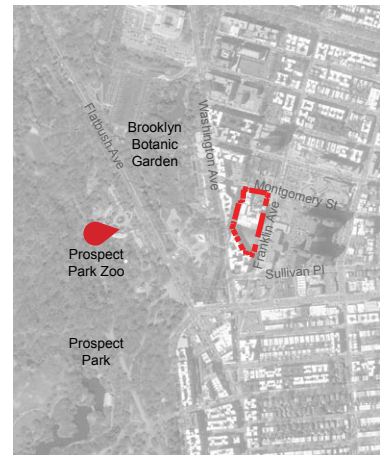 Flatbush Ave
Brooklyn
Botanic
Garden
Washington Ave
Montgomery St
Franklin Ave
Sullivan Pl
Prospect
Park Zoo
Prospect
Park